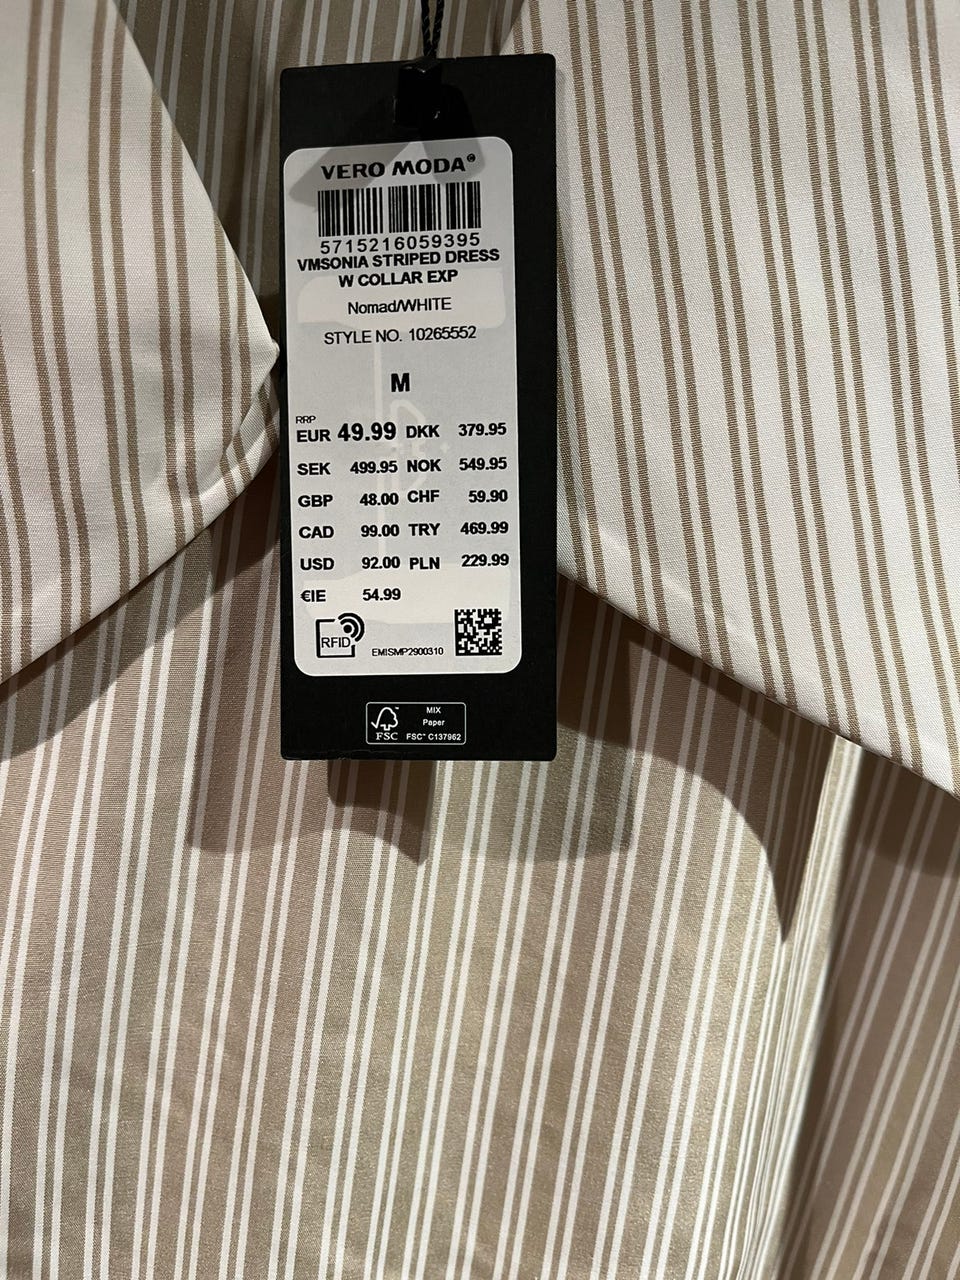 VERO MODA®
5715216059395
VMSONIA STRIPED DRESS
W COLLAR EXP
Nomad/WHITE
STYLE NO. 10265552
M
RRP
EUR 49.99 DKK 379.95
SEK 499.95 NOK 549.95
GBP 48.00 CHF 59.90
CAD 99.00 TRY 469.99
USD 92.00 PLN 229.99
€IE 54.99
RFID
EMISMP2900310
FSC
MIX
Paper
FSC® C137962